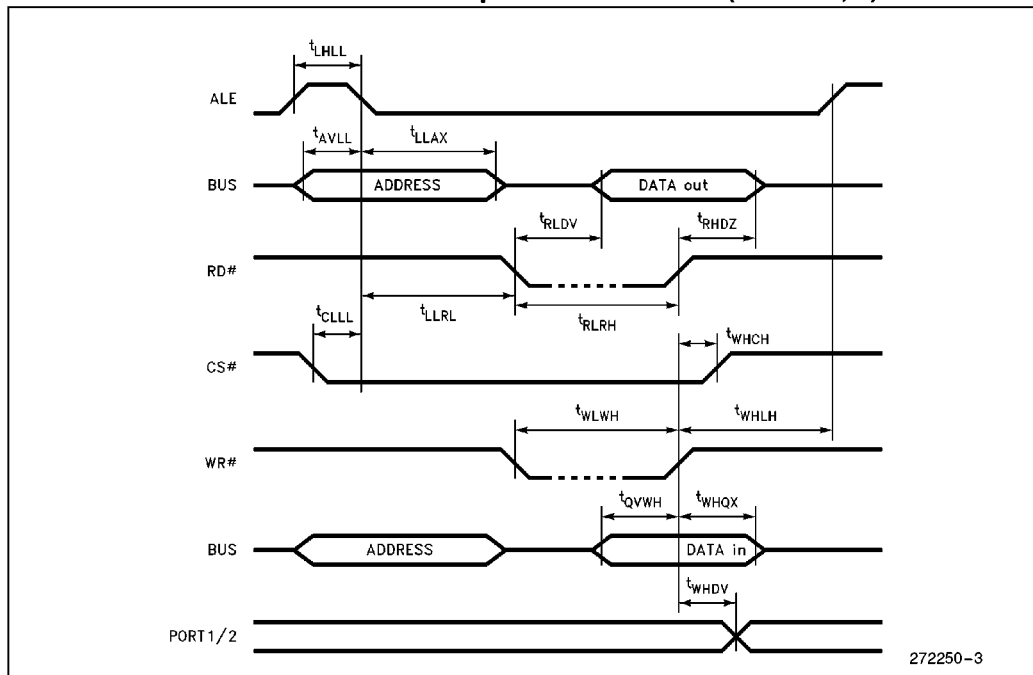 tLHLL
ALE
tAVLL tLLAX
BUS ADDRESS DATA out
tRLDV tRHDZ
RD#
tCLLL tLLRL tRLRH
tWHCH
CS#
tWLWH tWHLH
WR#
tQVWH tWHQX
BUS ADDRESS DATA in
tWHDV
PORT1/2
272250-3